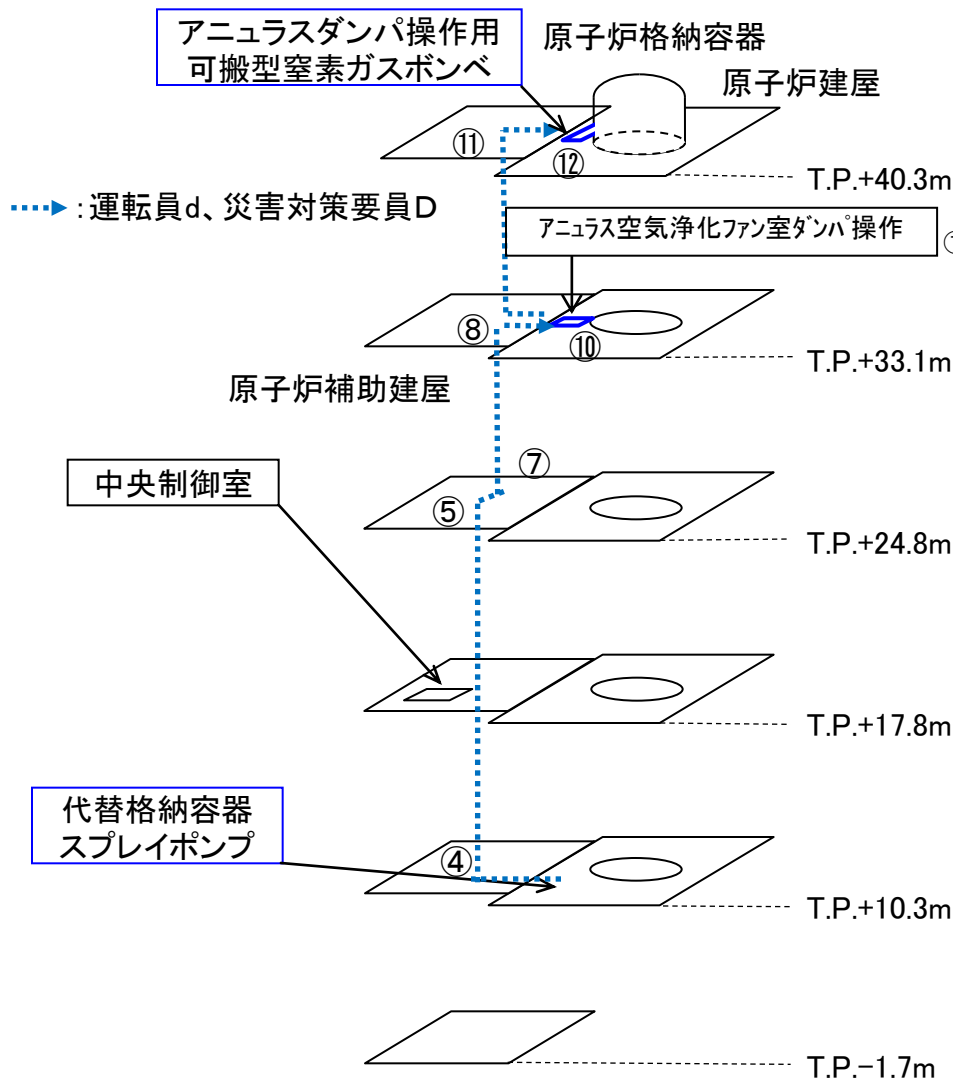 アニュラスダンパ操作用
可搬型窒素ガスボンベ
原子炉格納容器
原子炉建屋
⑪
⑫
T.P.+40.3m
:運転員d、災害対策要員D
アニュラス空気浄化ファン室ダンパ操作
⑧
⑩
T.P.+33.1m
原子炉補助建屋
⑦
中央制御室
⑤
T.P.+24.8m
T.P.+17.8m
代替格納容器
スプレイポンプ
④
T.P.+10.3m
T.P.-1.7m